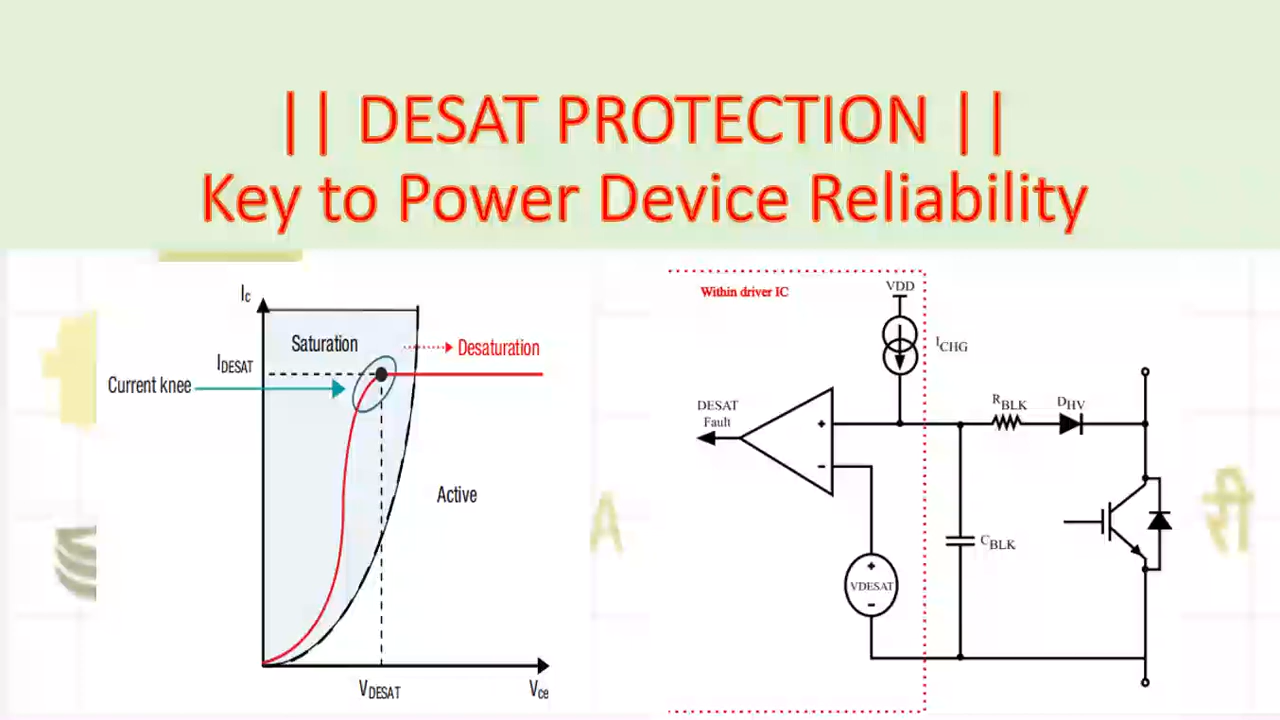 || DESAT PROTECTION ||
Key to Power Device Reliability
Ic
Saturation
Desaturation
IDESAT
Current knee
Active
VDESAT
Vce
Within driver IC
VDD
ICHG
DESAT
Fault
+
-
RBLK
DHV
CBLK
+
VDESAT
-
A